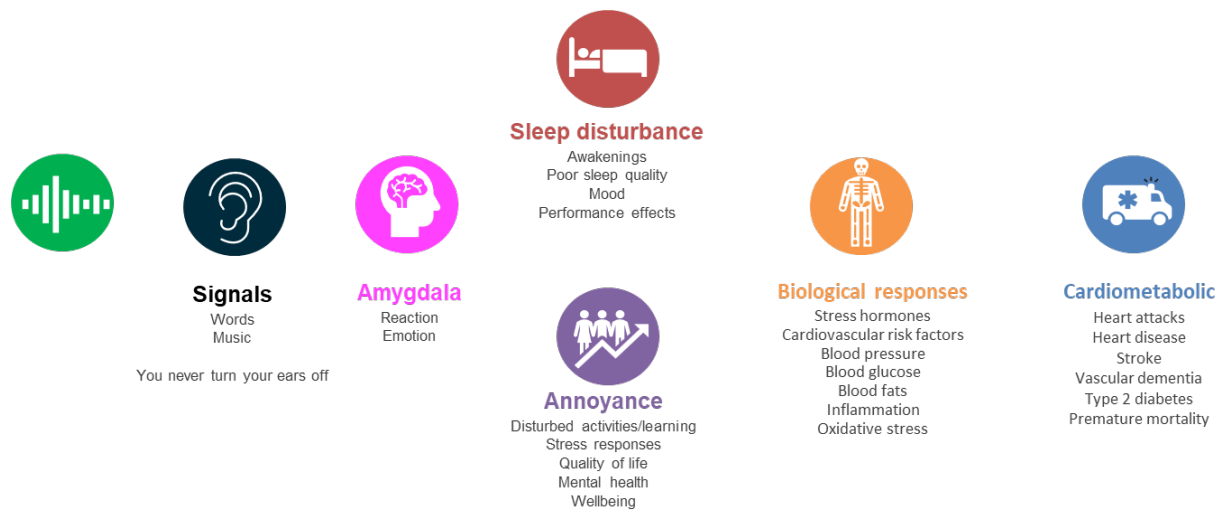 Sleep disturbance
Awakenings
Poor sleep quality
Mood
Performance effects
Signals
Words
Music
You never turn your ears off
Amygdala
Reaction
Emotion
Annoyance
Disturbed activities/learning
Stress responses
Quality of life
Mental health
Wellbeing
Biological responses
Stress hormones
Cardiovascular risk factors
Blood pressure
Blood glucose
Blood fats
Inflammation
Oxidative stress
Cardiometabolic
Heart attacks
Heart disease
Stroke
Vascular dementia
Type 2 diabetes
Premature mortality